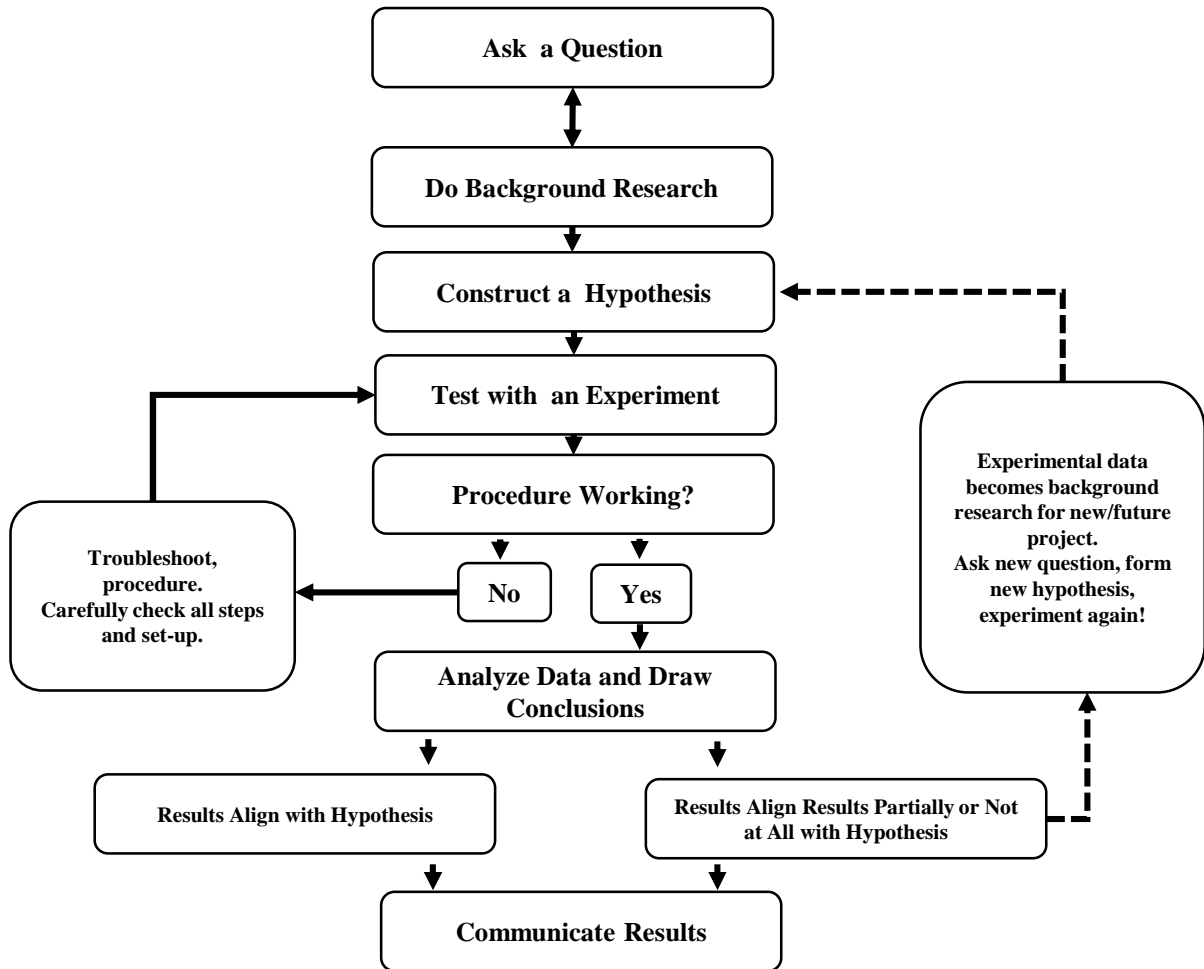 Ask a Question
Do Background Research
Construct a Hypothesis
Test with an Experiment
Procedure Working?
No
Yes
Troubleshoot,
procedure.
Carefully check all steps
and set-up.
Experimental data
becomes background
research for new/future
project.
Ask new question, form
new hypothesis,
experiment again!
Analyze Data and Draw
Conclusions
Results Align with Hypothesis
Results Align Results Partially or Not
at All with Hypothesis
Communicate Results